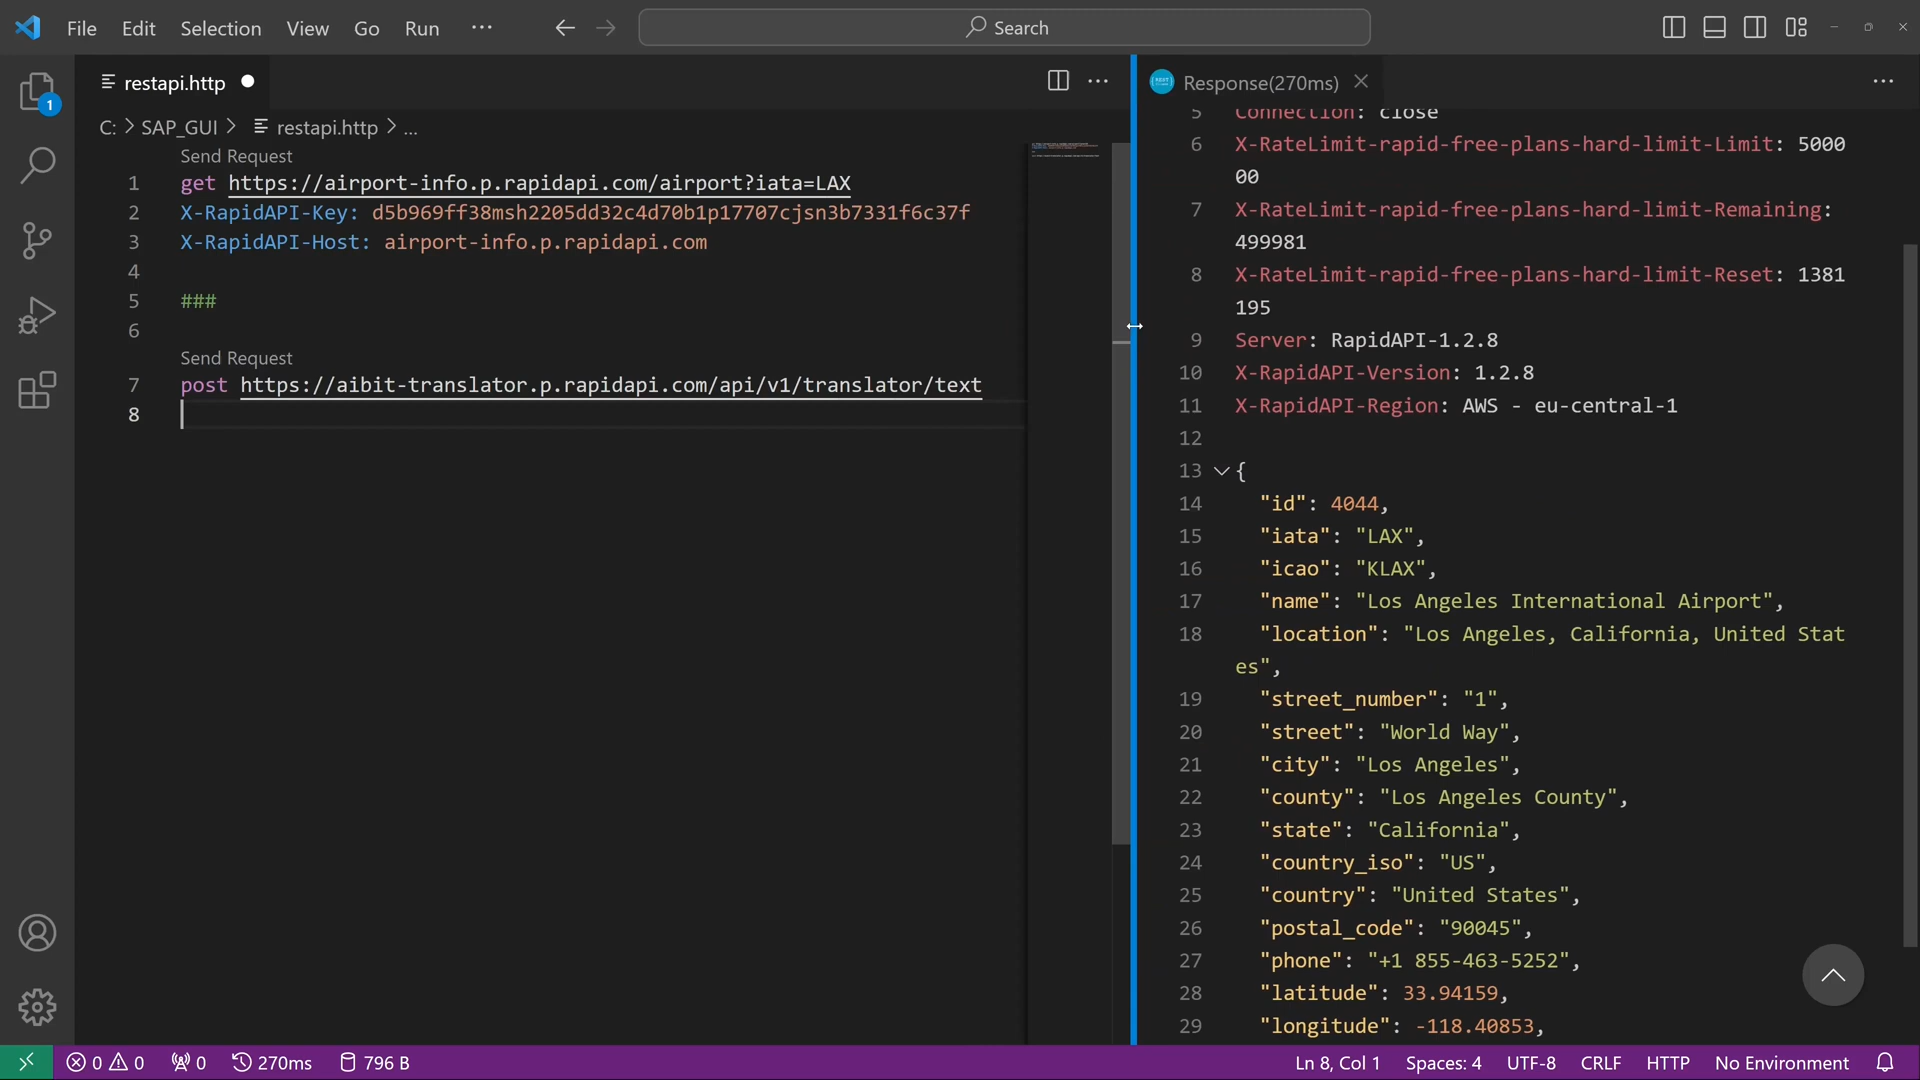 File Edit Selection View Go Run ··· Search
restapi.http
Response(270ms)
C: > SAP_GUI > restapi.http > ...
Send Request
1 get https://airport-info.p.rapidapi.com/airport?iata=LAX
2 X-RapidAPI-Key: d5b969ff38msh2205dd32c4d70b1p17707cjsn3b7331f6c37f
3 X-RapidAPI-Host: airport-info.p.rapidapi.com
4
5 ###
6
Send Request
7 post https://aibit-translator.p.rapidapi.com/api/v1/translator/text
8
5 Connection: close
6 X-RateLimit-rapid-free-plans-hard-limit-Limit: 5000
00
7 X-RateLimit-rapid-free-plans-hard-limit-Remaining:
499981
8 X-RateLimit-rapid-free-plans-hard-limit-Reset: 1381
195
9 Server: RapidAPI-1.2.8
10 X-RapidAPI-Version: 1.2.8
11 X-RapidAPI-Region: AWS - eu-central-1
12
13 {
14 "id": 4044,
15 "iata": "LAX",
16 "icao": "KLAX",
17 "name": "Los Angeles International Airport",
18 "location": "Los Angeles, California, United Stat
es",
19 "street_number": "1",
20 "street": "World Way",
21 "city": "Los Angeles",
22 "county": "Los Angeles County",
23 "state": "California",
24 "country_iso": "US",
25 "country": "United States",
26 "postal_code": "90045",
27 "phone": "+1 855-463-5252",
28 "latitude": 33.94159,
29 "longitude": -118.40853,
1
0 0 0 270ms 796 B Ln 8, Col 1 Spaces: 4 UTF-8 CRLF HTTP No Environment